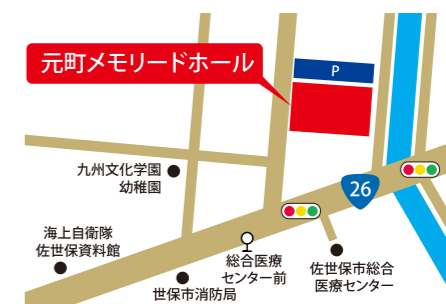 元町メモリードホール
P
九州文化学園
幼稚園
26
海上自衛隊
佐世保資料館
総合医療
センター前
佐世保市総合
医療センター
世保市消防局